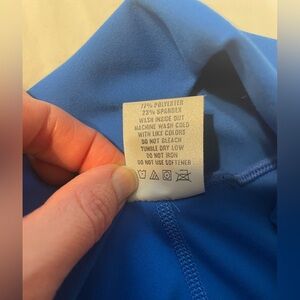 77% POLYESTER
23% SPANDEX
WASH INSIDE OUT
MACHINE WASH COLD
WITH LIKE COLORS
DO NOT BLEACH
TUMBLE DRY LOW
DO NOT IRON
DO NOT USE SOFTENER